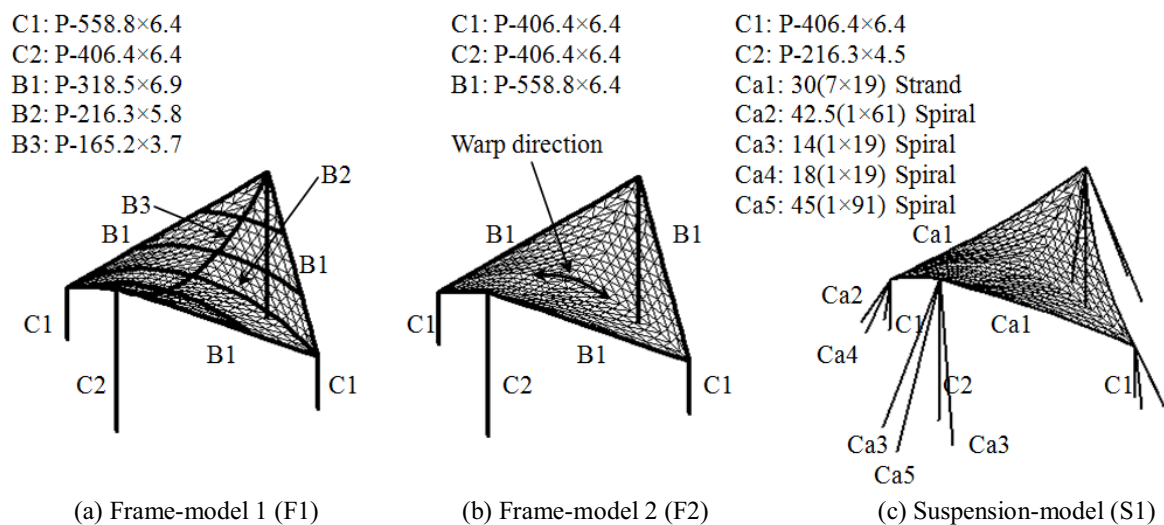 C1: P-558.8×6.4
C2: P-406.4×6.4
B1: P-318.5×6.9
B2: P-216.3×5.8
B3: P-165.2×3.7
B2
B3
B1
B1
C1
B1
C2
C1
(a) Frame-model 1 (F1)
C1: P-406.4×6.4
C2: P-406.4×6.4
B1: P-558.8×6.4
Warp direction
B1
B1
C1
B1
C2
C1
(b) Frame-model 2 (F2)
C1: P-406.4×6.4
C2: P-216.3×4.5
Ca1: 30(7×19) Strand
Ca2: 42.5(1×61) Spiral
Ca3: 14(1×19) Spiral
Ca4: 18(1×19) Spiral
Ca5: 45(1×91) Spiral
Ca1
Ca2
C1
Ca1
Ca4
C2
C1
Ca3
Ca3
Ca5
(c) Suspension-model (S1)